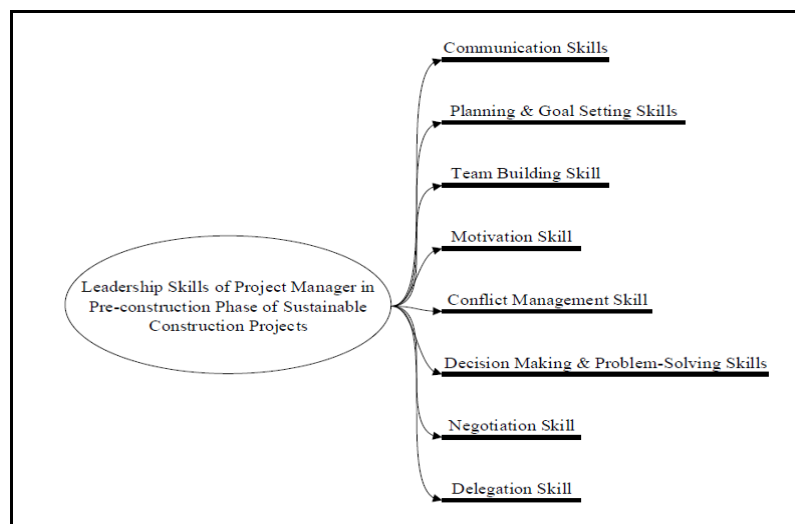 Communication Skills
Planning & Goal Setting Skills
Team Building Skill
Motivation Skill
Leadership Skills of Project Manager in
Pre-construction Phase of Sustainable
Construction Projects
Conflict Management Skill
Decision Making & Problem-Solving Skills
Negotiation Skill
Delegation Skill